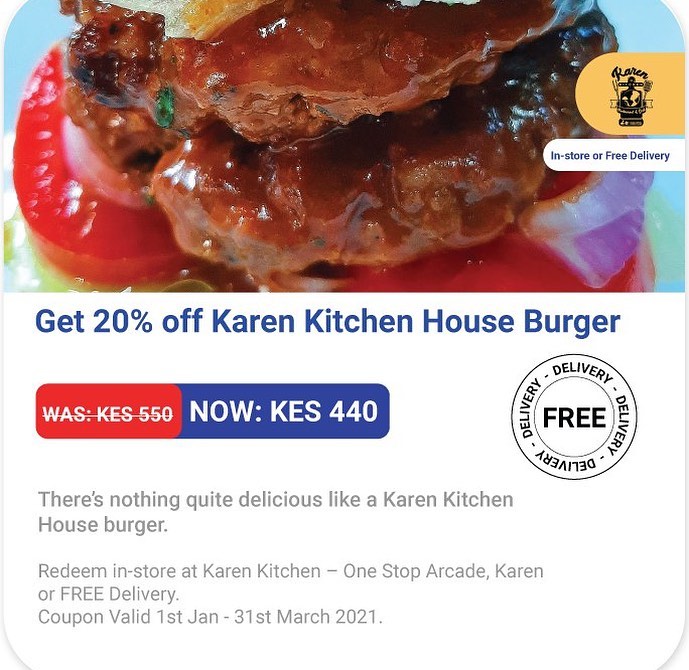 Karen
In-store or Free Delivery
Get 20% off Karen Kitchen House Burger
WAS: KES 550 NOW: KES 440
DELIVERY - DELIVERY - DELIVERY - DELIVERY -
FREE
There's nothing quite delicious like a Karen Kitchen
House burger.
Redeem in-store at Karen Kitchen – One Stop Arcade, Karen
or FREE Delivery.
Coupon Valid 1st Jan - 31st March 2021.